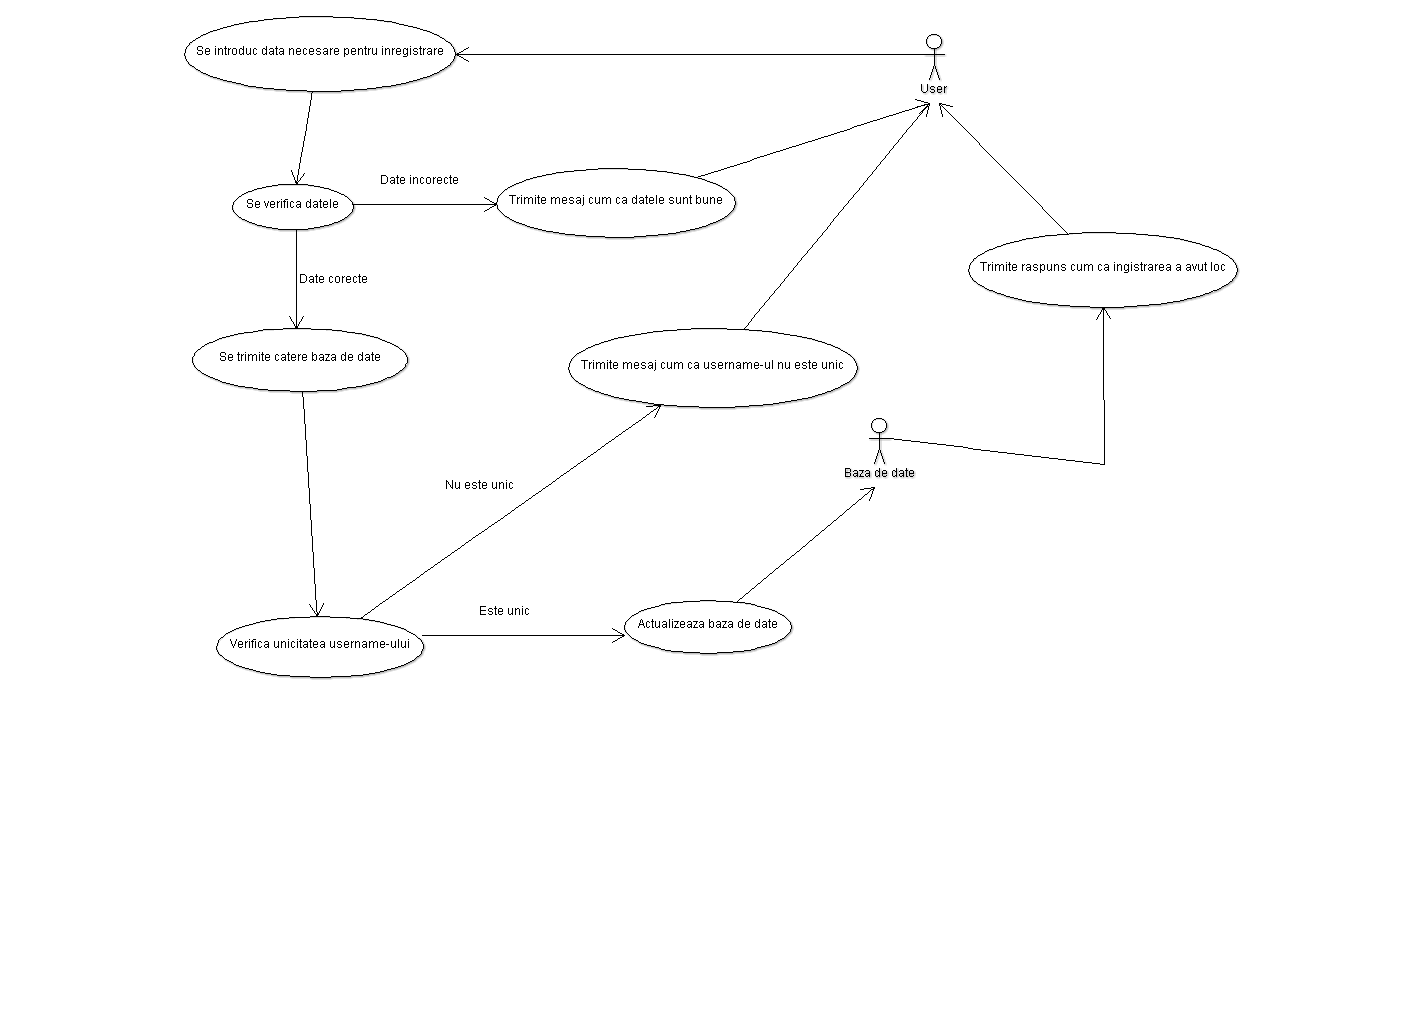 Se introduc data necesare pentru inregistrare
User
Date incorecte
Se verifica datele
Trimite mesaj cum ca datele sunt bune
Trimite raspuns cum ca ingistrarea a avut loc
Date corecte
Se trimite catere baza de date
Trimite mesaj cum ca username-ul nu este unic
Baza de date
Nu este unic
Este unic
Actualizeaza baza de date
Verifica unicitatea username-ului